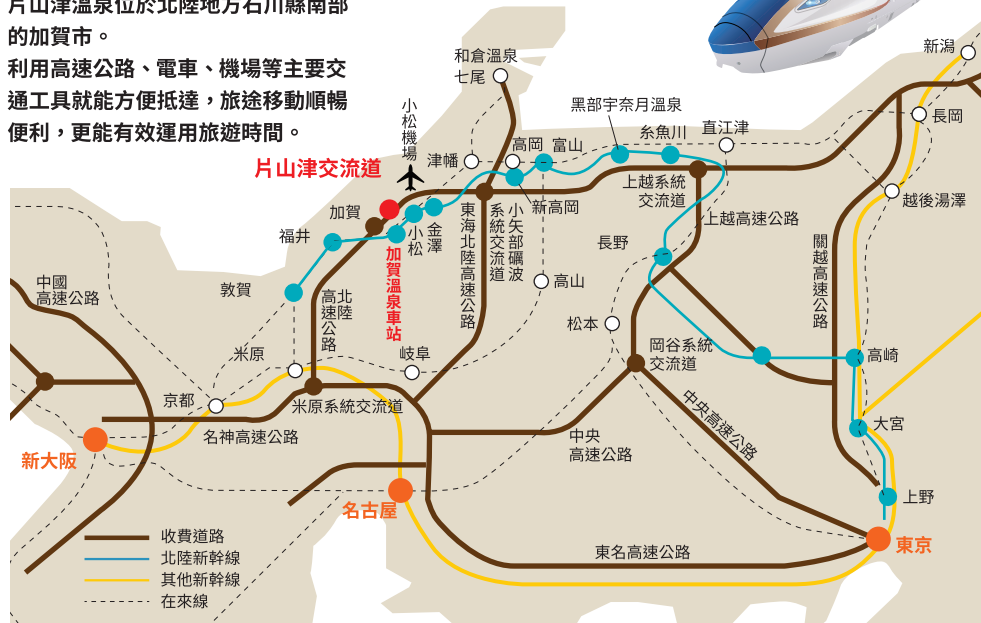 片山津溫泉位於北陸地方石川縣南部
的加賀市。
利用高速公路、電車、機場等主要交
通工具就能方便抵達，旅途移動順暢
便利，更能有效運用旅遊時間。
和倉溫泉
七尾
新潟
小松機場
黑部宇奈月溫泉
糸魚川
直江津
長岡
津幡
高岡
富山
片山津交流道
上越系統
交流道
越後湯澤
加賀
新高岡
上越高速公路
福井
小松
金澤
東海北陸高速公路
小矢部礪波
系統交流道
長野
關越高速公路
加賀溫泉車站
中國
高速公路
敦賀
北陸
高速公路
高山
松本
米原
岐阜
岡谷系統
交流道
高崎
京都
米原系統交流道
中央高速公路
名神高速公路
中央
高速公路
大宮
新大阪
名古屋
上野
東京
收費道路
北陸新幹線
其他新幹線
在來線
東名高速公路